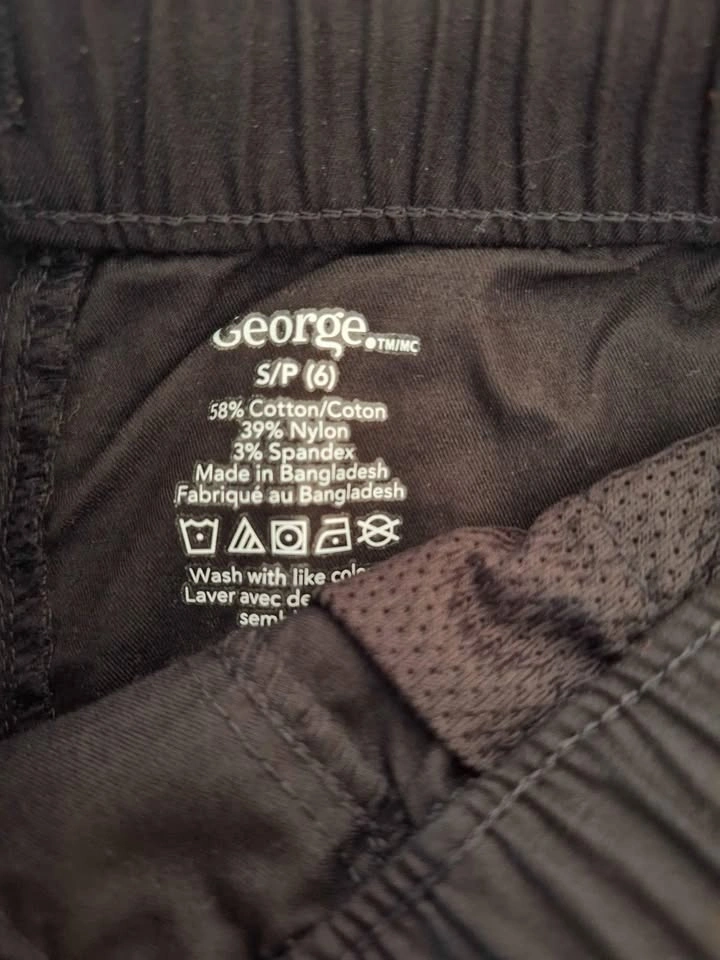 George
TM/MC
S/P (6)
58% Cotton/Coton
39% Nylon
3% Spandex
Made in Bangladesh
Fabriqué au Bangladesh
Wash with like
Laver avec